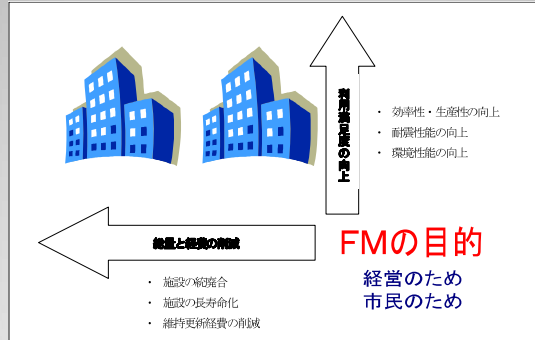 利用満足度の向上
・ 効率性・生産性の向上
・ 耐震性能の向上
・ 環境性能の向上
総量と経費の削減
・ 施設の統廃合
・ 施設の長寿命化
・ 維持更新経費の削減
FMの目的
経営のため
市民のため